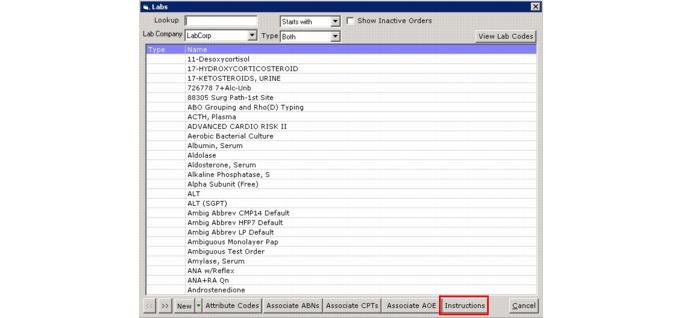 Labs
Lookup Starts with Show Inactive Orders
Lab Company LabCorp Type Both View Lab Codes
Type Name
11-Desoxycortisol
17-HYDROXYCORTICOSTEROID
17-KETOSTEROIDS, URINE
726778 7+Alc-Unb
88305 Surg Path-1st Site
ABO Grouping and Rho(D) Typing
ACTH, Plasma
ADVANCED CARDIO RISK II
Aerobic Bacterial Culture
Albumin, Serum
Aldolase
Aldosterone, Serum
Alkaline Phosphatase, S
Alpha Subunit (Free)
ALT
ALT (SGPT)
Ambig Abbrev CMP14 Default
Ambig Abbrev HFP7 Default
Ambig Abbrev LP Default
Ambiguous Monolayer Pap
Ambiguous Test Order
Amylase, Serum
ANA w/Reflex
ANA+RA Qn
Androstenedione
<< >> New Attribute Codes Associate ABNs Associate CPTs Associate AOE Instructions Cancel